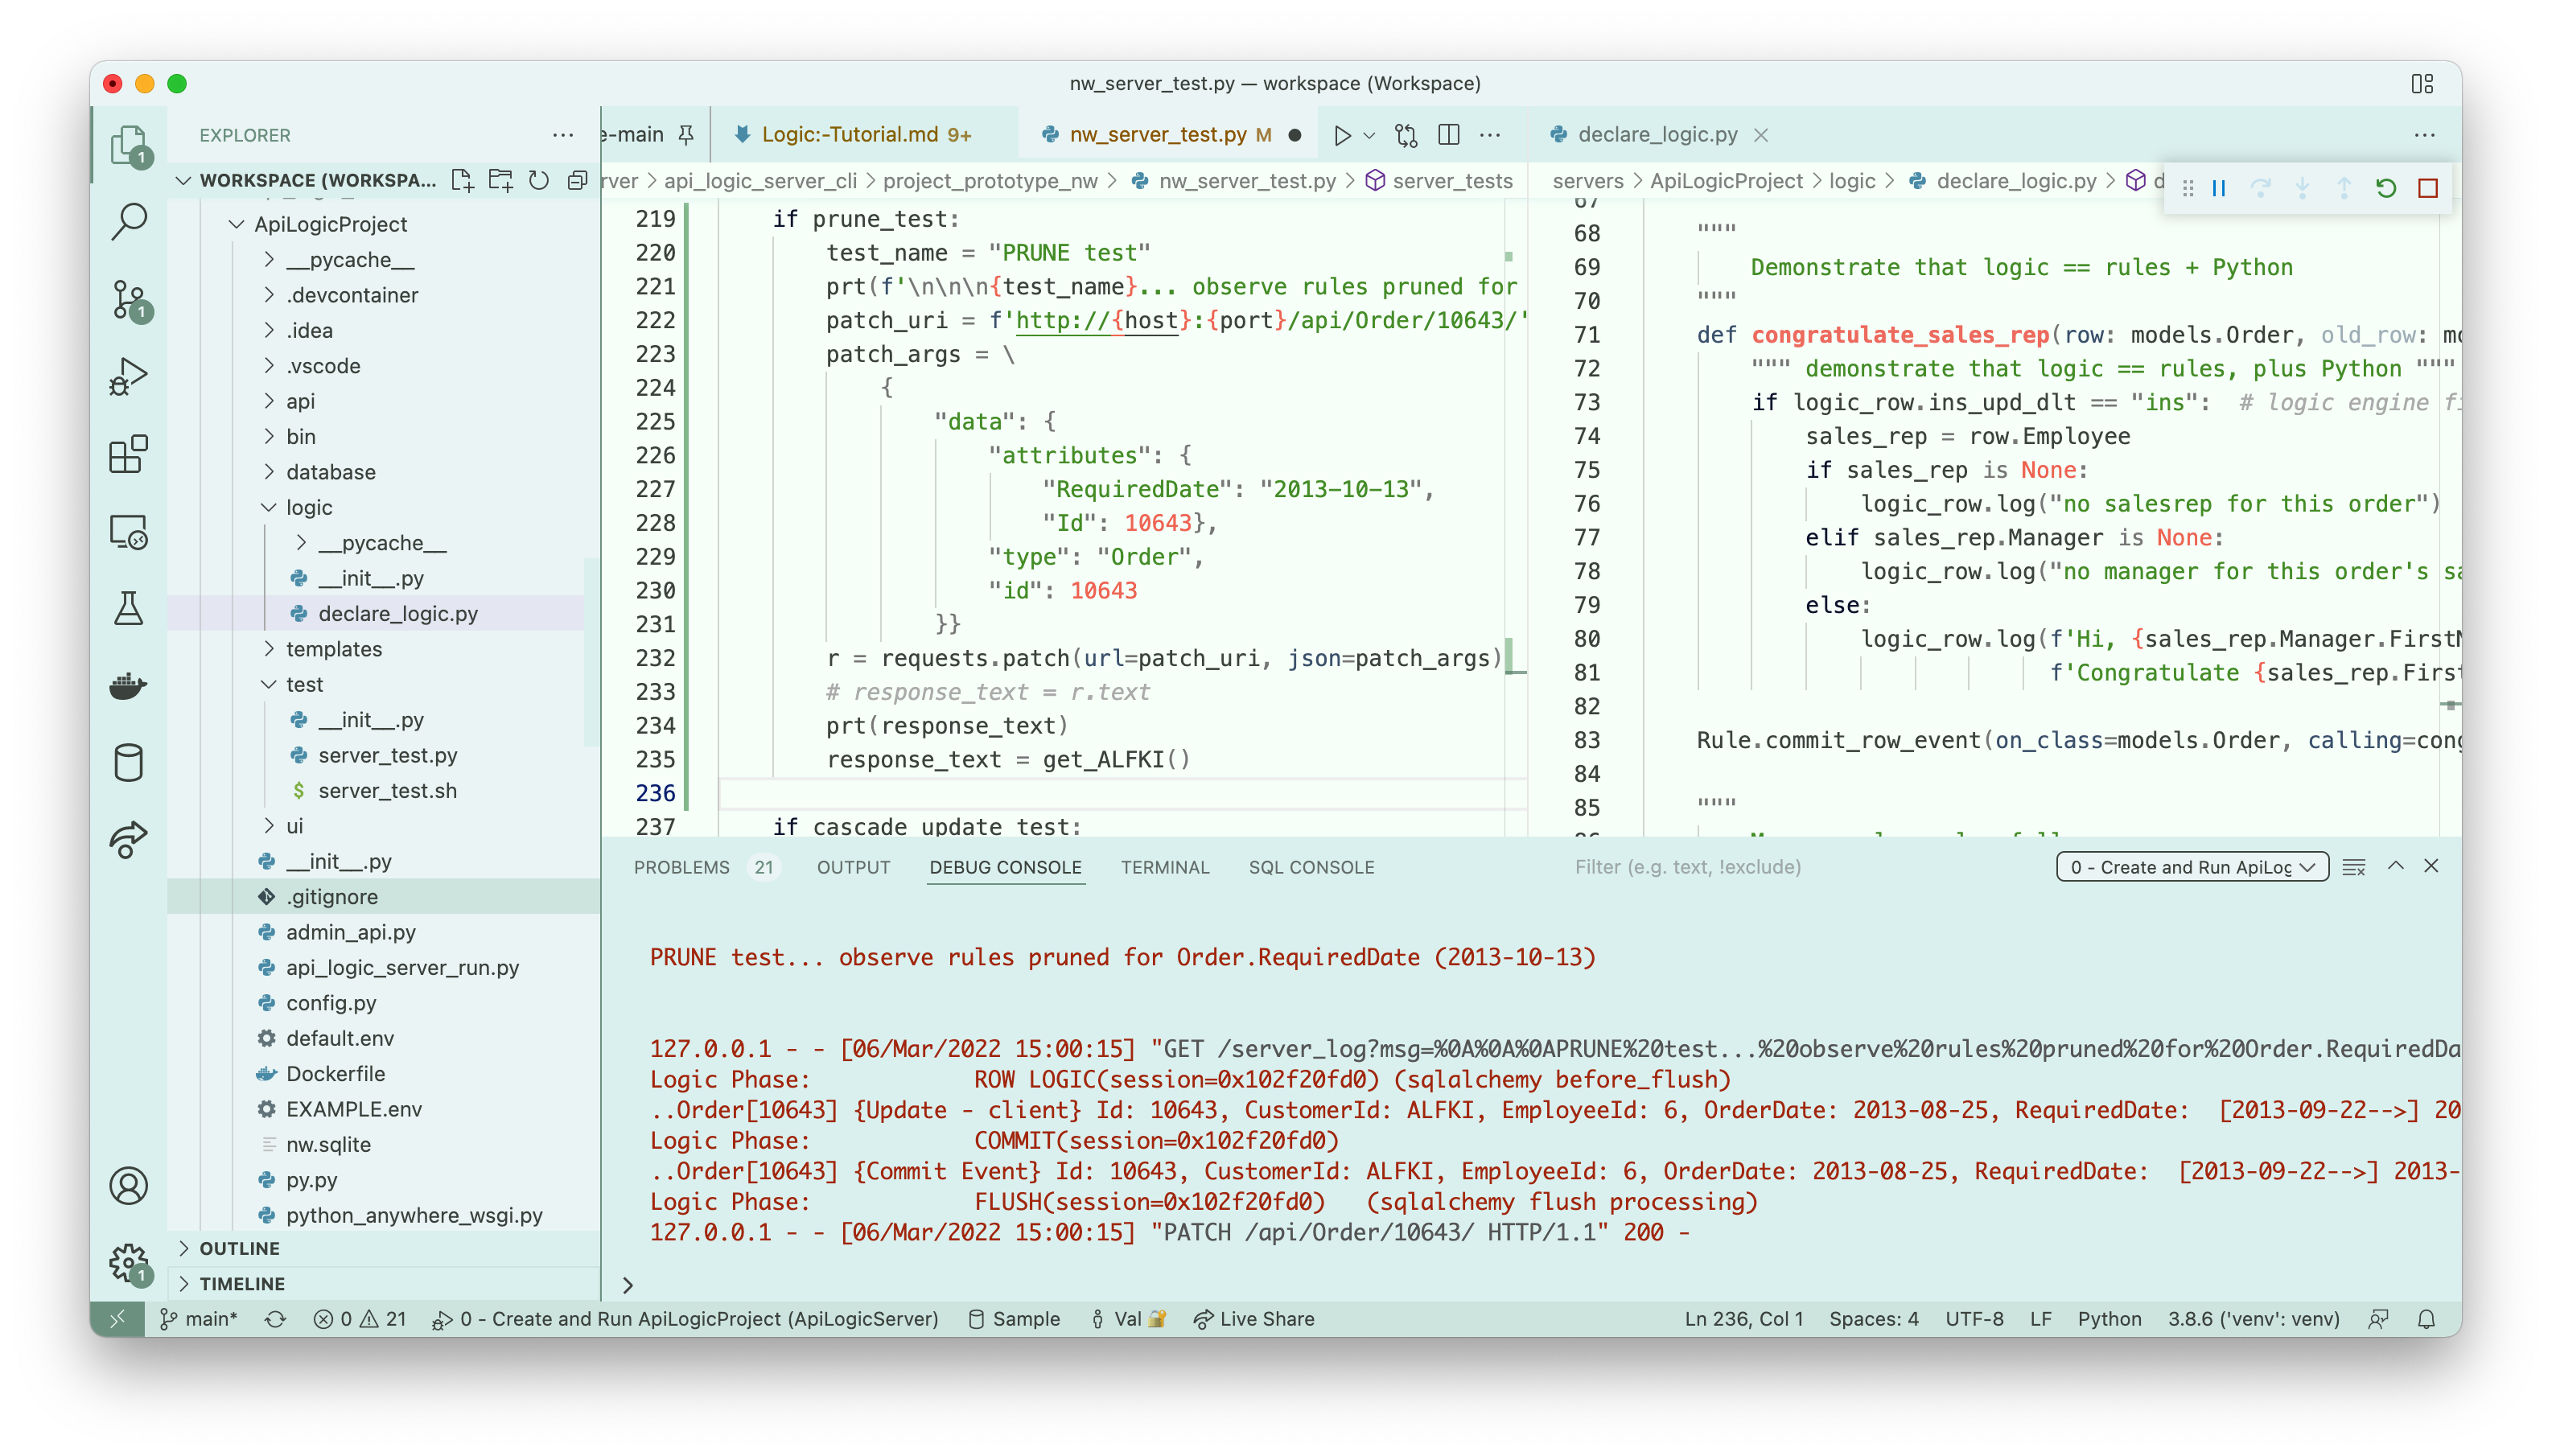 nw_server_test.py — workspace (Workspace)
EXPLORER
WORKSPACE (WORKSPA...
ApiLogicProject
__pycache__
.devcontainer
.idea
.vscode
api
bin
database
logic
__pycache__
__init__.py
declare_logic.py
templates
test
__init__.py
server_test.py
server_test.sh
ui
__init__.py
.gitignore
admin_api.py
api_logic_server_run.py
config.py
default.env
Dockerfile
EXAMPLE.env
nw.sqlite
py.py
python_anywhere_wsgi.py
OUTLINE
TIMELINE
1
1
1
e-main Logic:-Tutorial.md 9+ nw_server_test.py M
rver > api_logic_server_cli > project_prototype_nw > nw_server_test.py > server_tests
219 if prune_test:
220 test_name = "PRUNE test"
221 prt(f'\n\n\n{test_name}... observe rules pruned for
222 patch_uri = f'http://{host}:{port}/api/Order/10643/'
223 patch_args = \
224 {
225 "data": {
226 "attributes": {
227 "RequiredDate": "2013-10-13",
228 "Id": 10643},
229 "type": "Order",
230 "id": 10643
231 }}
232 r = requests.patch(url=patch_uri, json=patch_args)
233 # response_text = r.text
234 prt(response_text)
235 response_text = get_ALFKI()
236
237 if cascade_update_test:
declare_logic.py
servers > ApiLogicProject > logic > declare_logic.py > d
67
68 """
69 Demonstrate that logic == rules + Python
70 """
71 def congratulate_sales_rep(row: models.Order, old_row: mo
72 """ demonstrate that logic == rules, plus Python """
73 if logic_row.ins_upd_dlt == "ins": # logic engine fi
74 sales_rep = row.Employee
75 if sales_rep is None:
76 logic_row.log("no salesrep for this order")
77 elif sales_rep.Manager is None:
78 logic_row.log("no manager for this order's sa
79 else:
80 logic_row.log(f'Hi, {sales_rep.Manager.FirstN
81 f'Congratulate {sales_rep.First
82
83 Rule.commit_row_event(on_class=models.Order, calling=cong
84
85 """
PROBLEMS 21 OUTPUT DEBUG CONSOLE TERMINAL SQL CONSOLE Filter (e.g. text, !exclude) 0 - Create and Run ApiLog
PRUNE test... observe rules pruned for Order.RequiredDate (2013-10-13)
127.0.0.1 - - [06/Mar/2022 15:00:15] "GET /server_log?msg=%0A%0A%0APRUNE%20test...%20observe%20rules%20pruned%20for%20Order.RequiredDa
Logic Phase: ROW LOGIC(session=0x102f20fd0) (sqlalchemy before_flush)
..Order[10643] {Update - client} Id: 10643, CustomerId: ALFKI, EmployeeId: 6, OrderDate: 2013-08-25, RequiredDate: [2013-09-22-->] 20
Logic Phase: COMMIT(session=0x102f20fd0)
..Order[10643] {Commit Event} Id: 10643, CustomerId: ALFKI, EmployeeId: 6, OrderDate: 2013-08-25, RequiredDate: [2013-09-22-->] 2013-
Logic Phase: FLUSH(session=0x102f20fd0) (sqlalchemy flush processing)
127.0.0.1 - - [06/Mar/2022 15:00:15] "PATCH /api/Order/10643/ HTTP/1.1" 200 -
>
main* 0 21 0 - Create and Run ApiLogicProject (ApiLogicServer) Sample Val Live Share Ln 236, Col 1 Spaces: 4 UTF-8 LF Python 3.8.6 ('venv': venv)